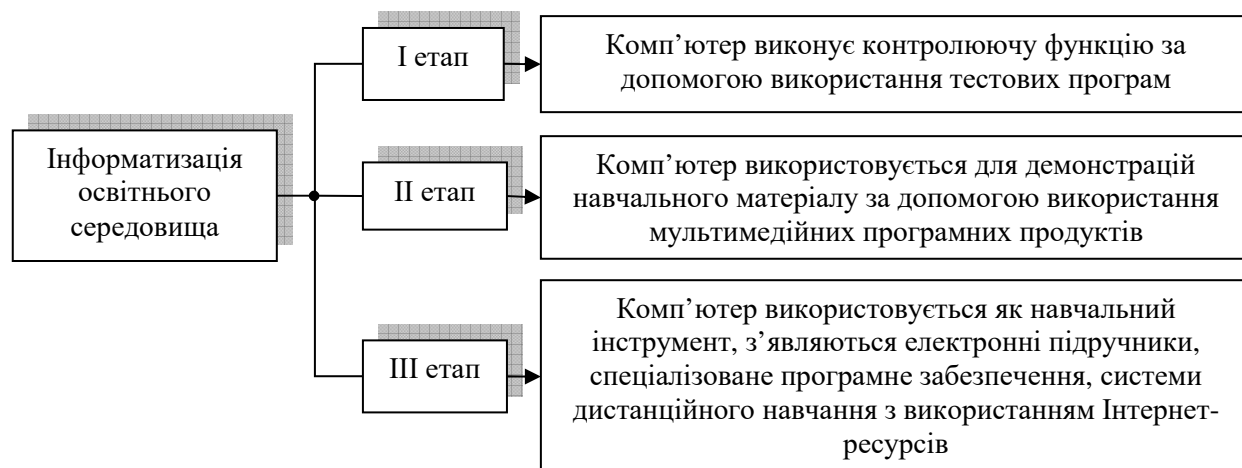 Інформатизація
освітнього
середовища
І етап
Комп’ютер виконує контролюючу функцію за
допомогою використання тестових програм
ІІ етап
Комп’ютер використовується для демонстрацій
навчального матеріалу за допомогою використання
мультимедійних програмних продуктів
ІІІ етап
Комп’ютер використовується як навчальний
інструмент, з’являються електронні підручники,
спеціалізоване програмне забезпечення, системи
дистанційного навчання з використанням Інтернет-
ресурсів